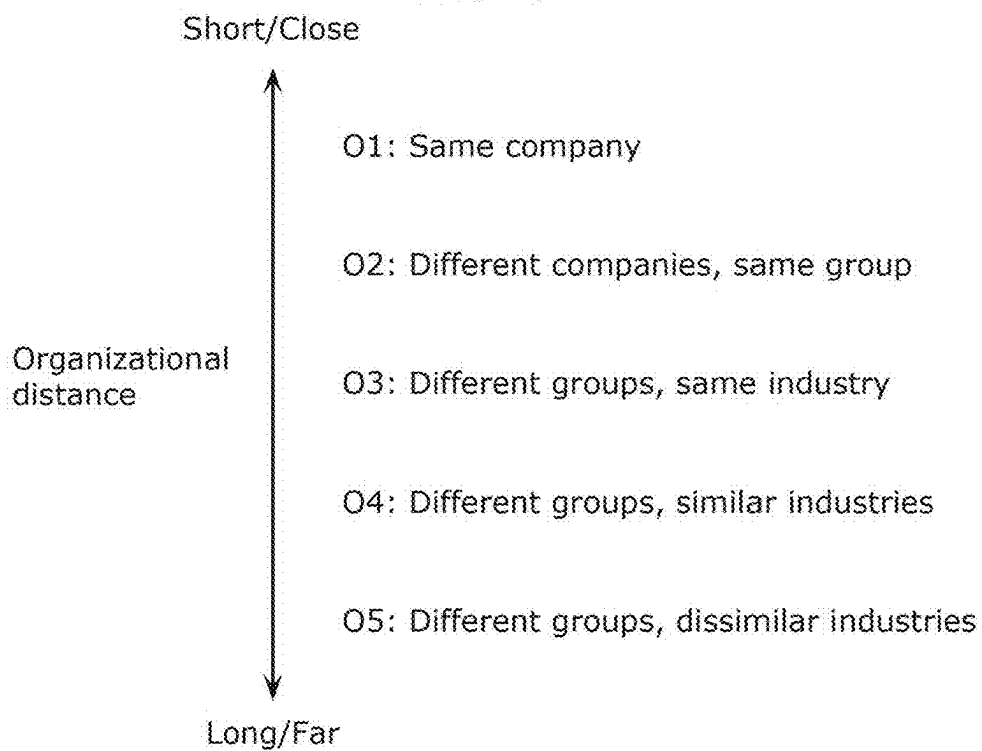 Short/Close
O1: Same company
O2: Different companies, same group
Organizational
distance
O3: Different groups, same industry
O4: Different groups, similar industries
O5: Different groups, dissimilar industries
Long/Far